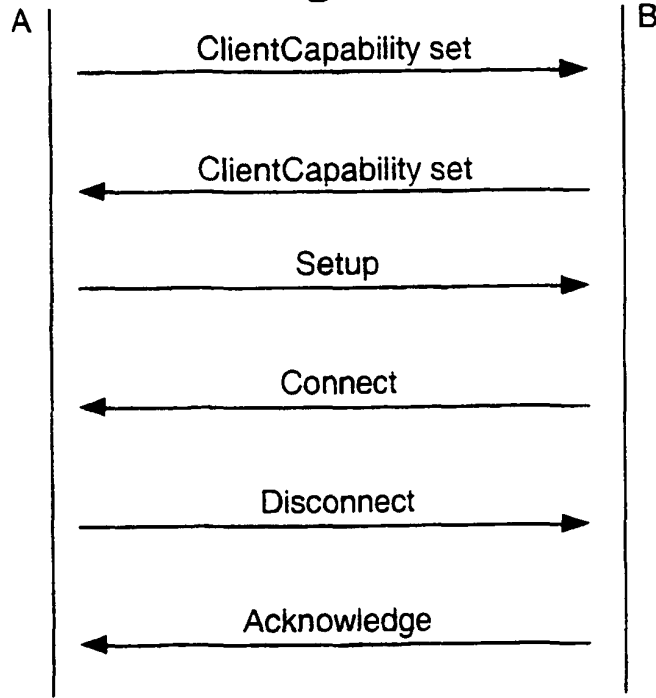 A
B
ClientCapability set
ClientCapability set
Setup
Connect
Disconnect
Acknowledge